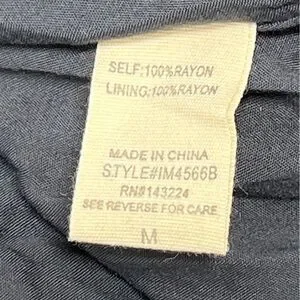 SELF:100%RAYON
LINING:100%RAYON
MADE IN CHINA
STYLE#IM4566B
RN#143224
SEE REVERSE FOR CARE
M